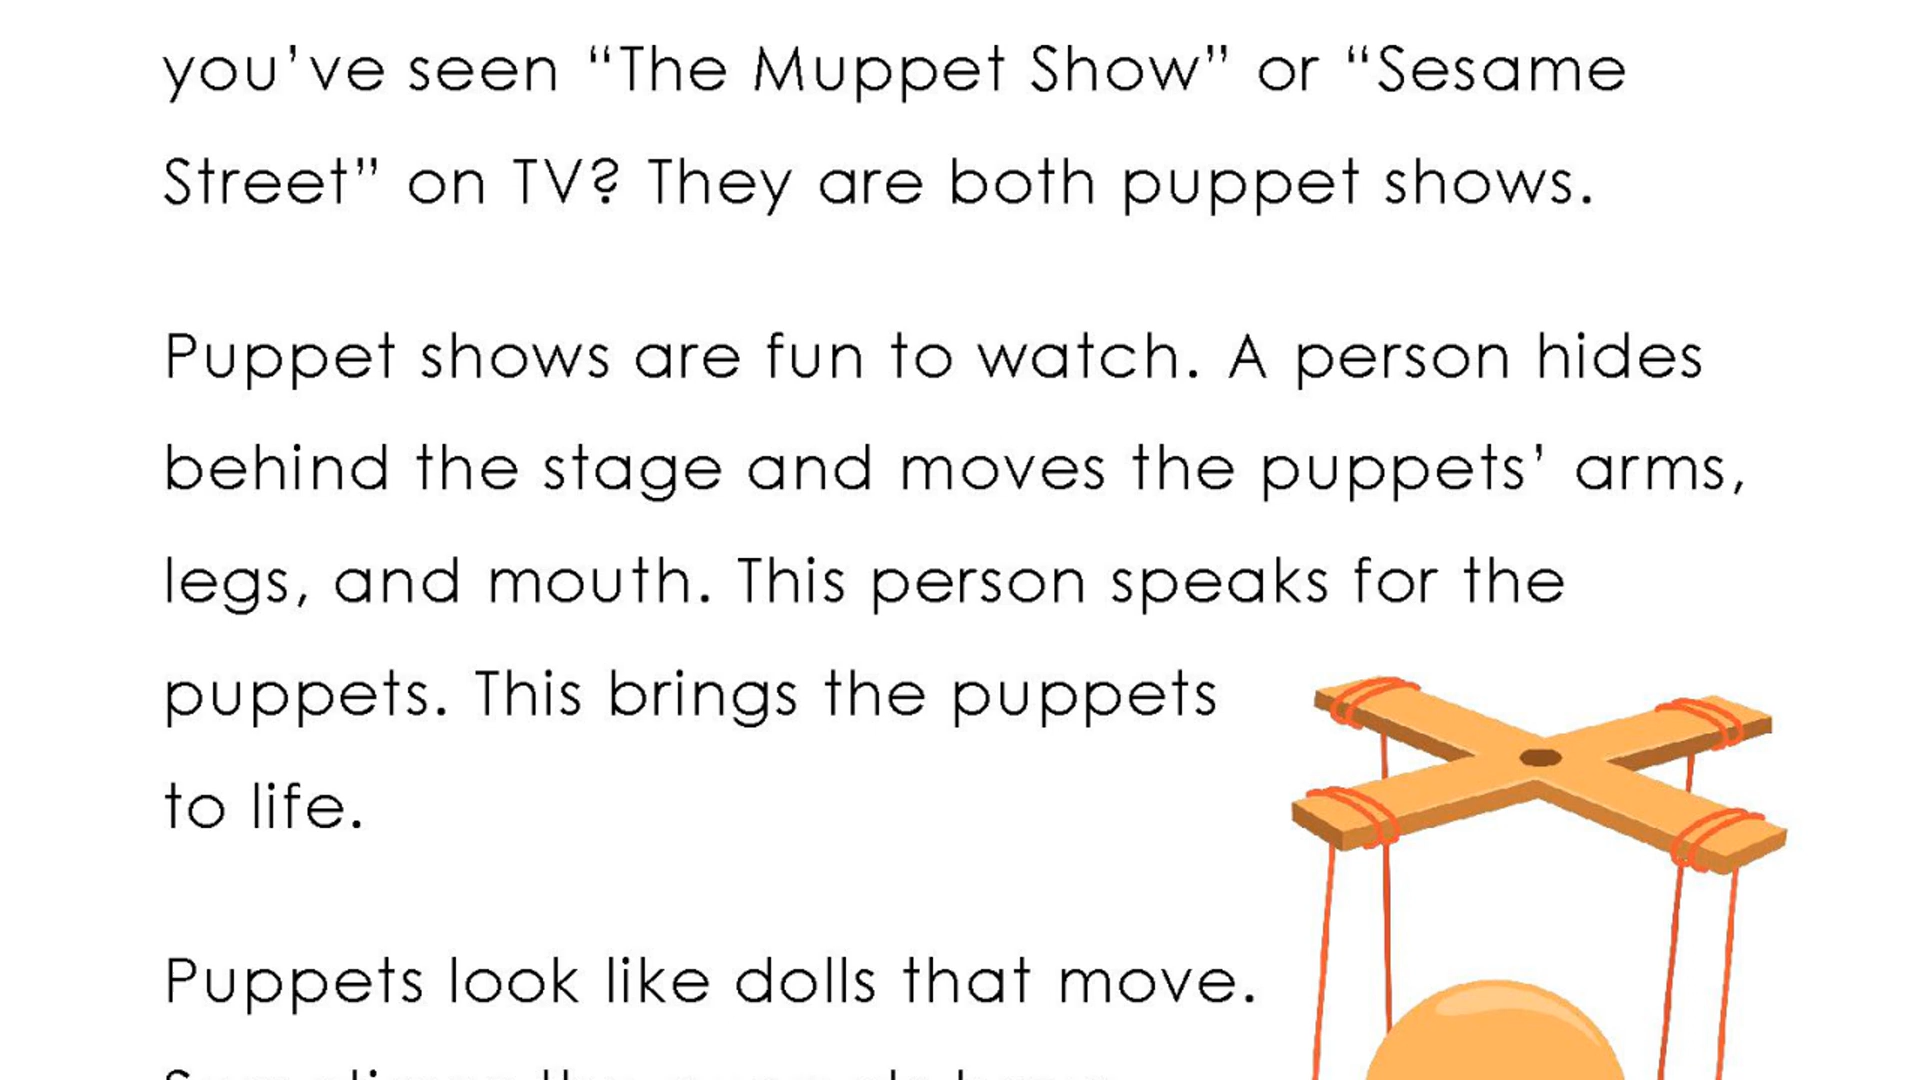 you’ve seen “The Muppet Show” or “Sesame
Street” on TV? They are both puppet shows.
Puppet shows are fun to watch. A person hides
behind the stage and moves the puppets’ arms,
legs, and mouth. This person speaks for the
puppets. This brings the puppets
to life.
Puppets look like dolls that move.